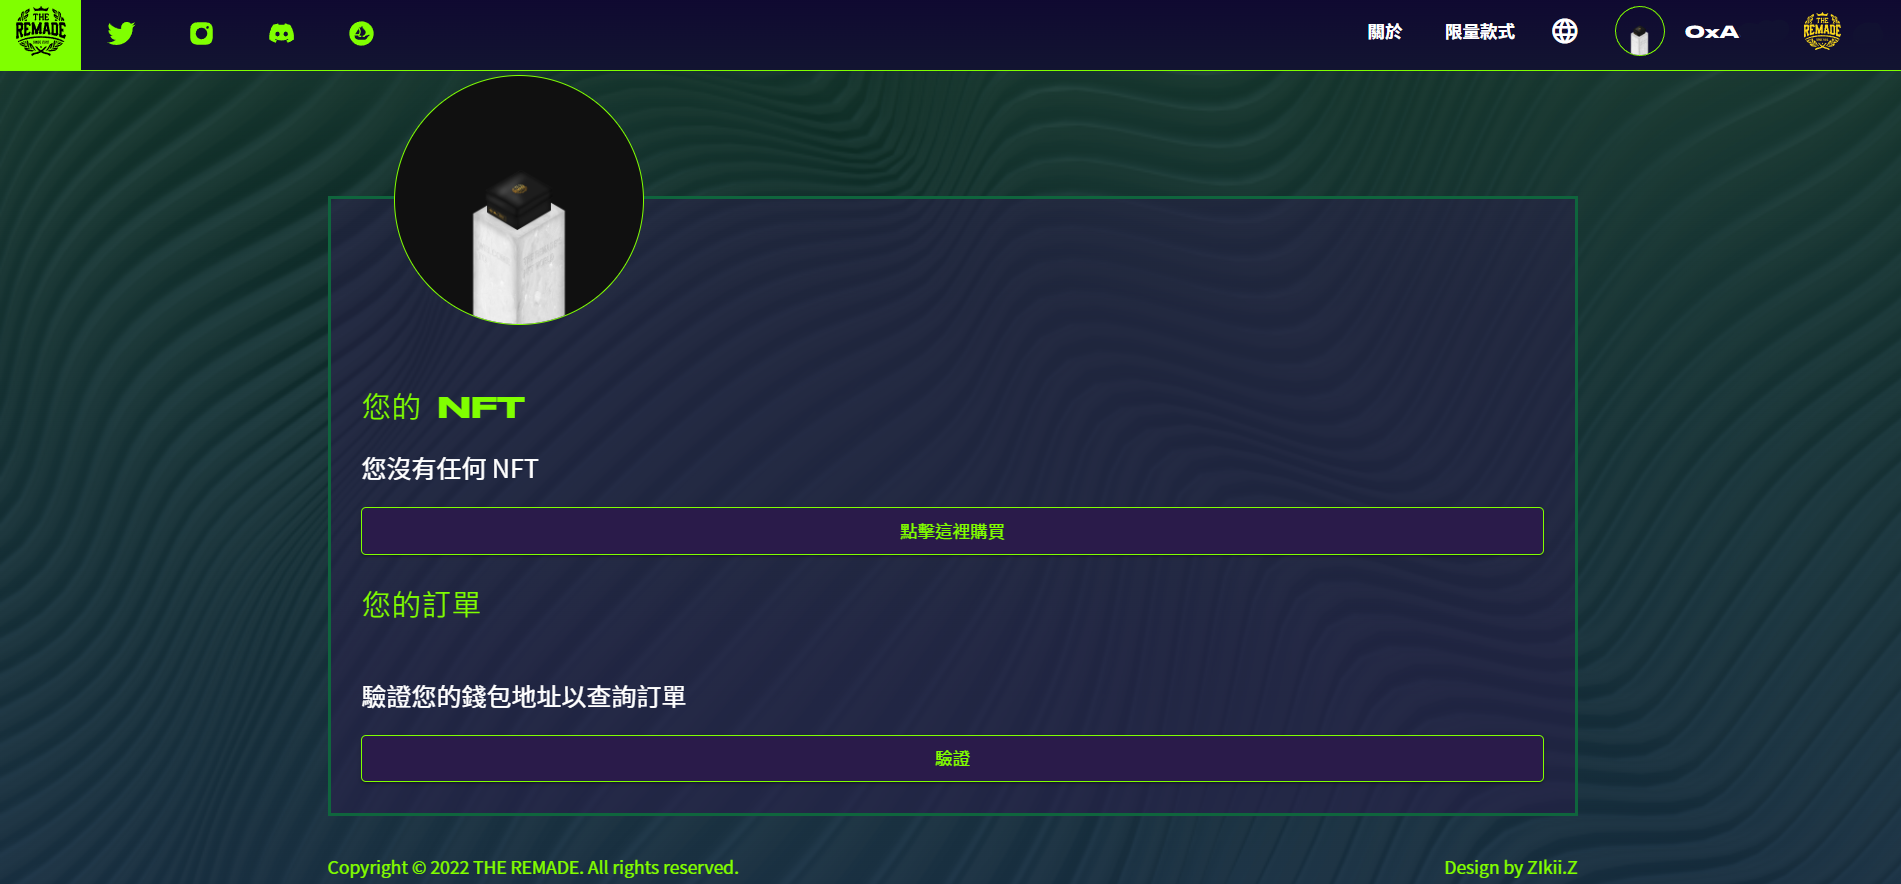 THE
REMADE
關於
限量款式
OxA
THE
REMADE
您的 NFT
您沒有任何 NFT
點擊這裡購買
您的訂單
驗證您的錢包地址以查詢訂單
驗證
Copyright © 2022 THE REMADE. All rights reserved.
Design by ZIkii.Z